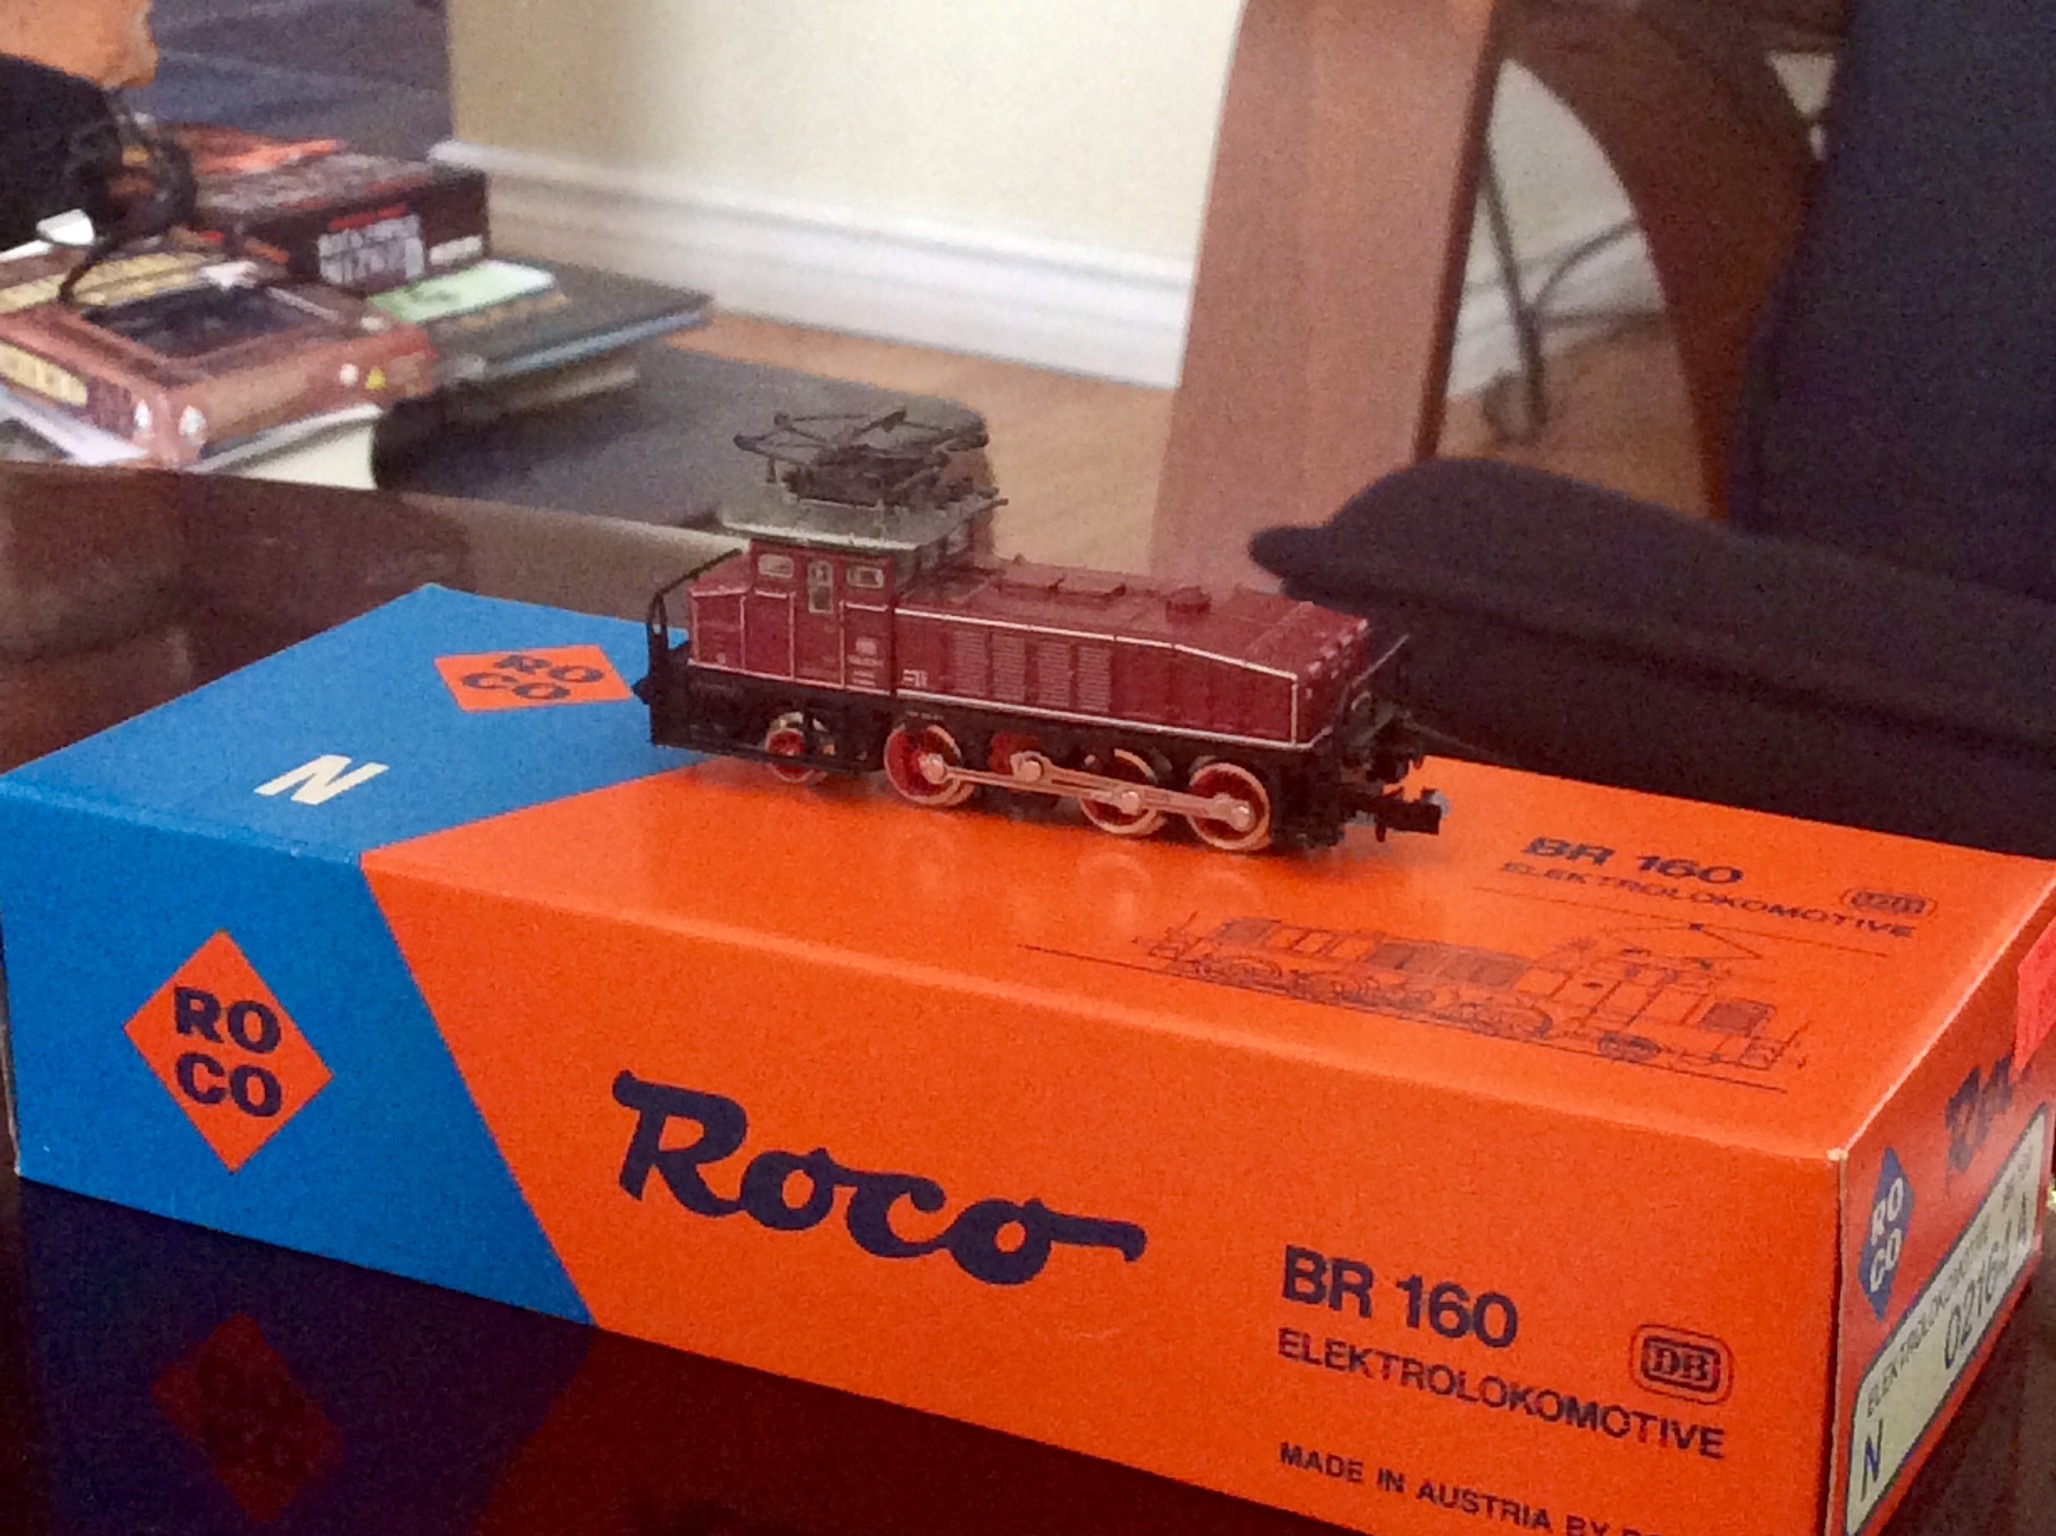 RO
CO
N
BR 160
ELEKTROLOKOMOTIVE
DB
RO
CO
Roco
BR 160
ELEKTROLOKOMOTIVE
DB
MADE IN AUSTRIA BY
RO
CO
ELEKTROLOKOMOTIVE
N